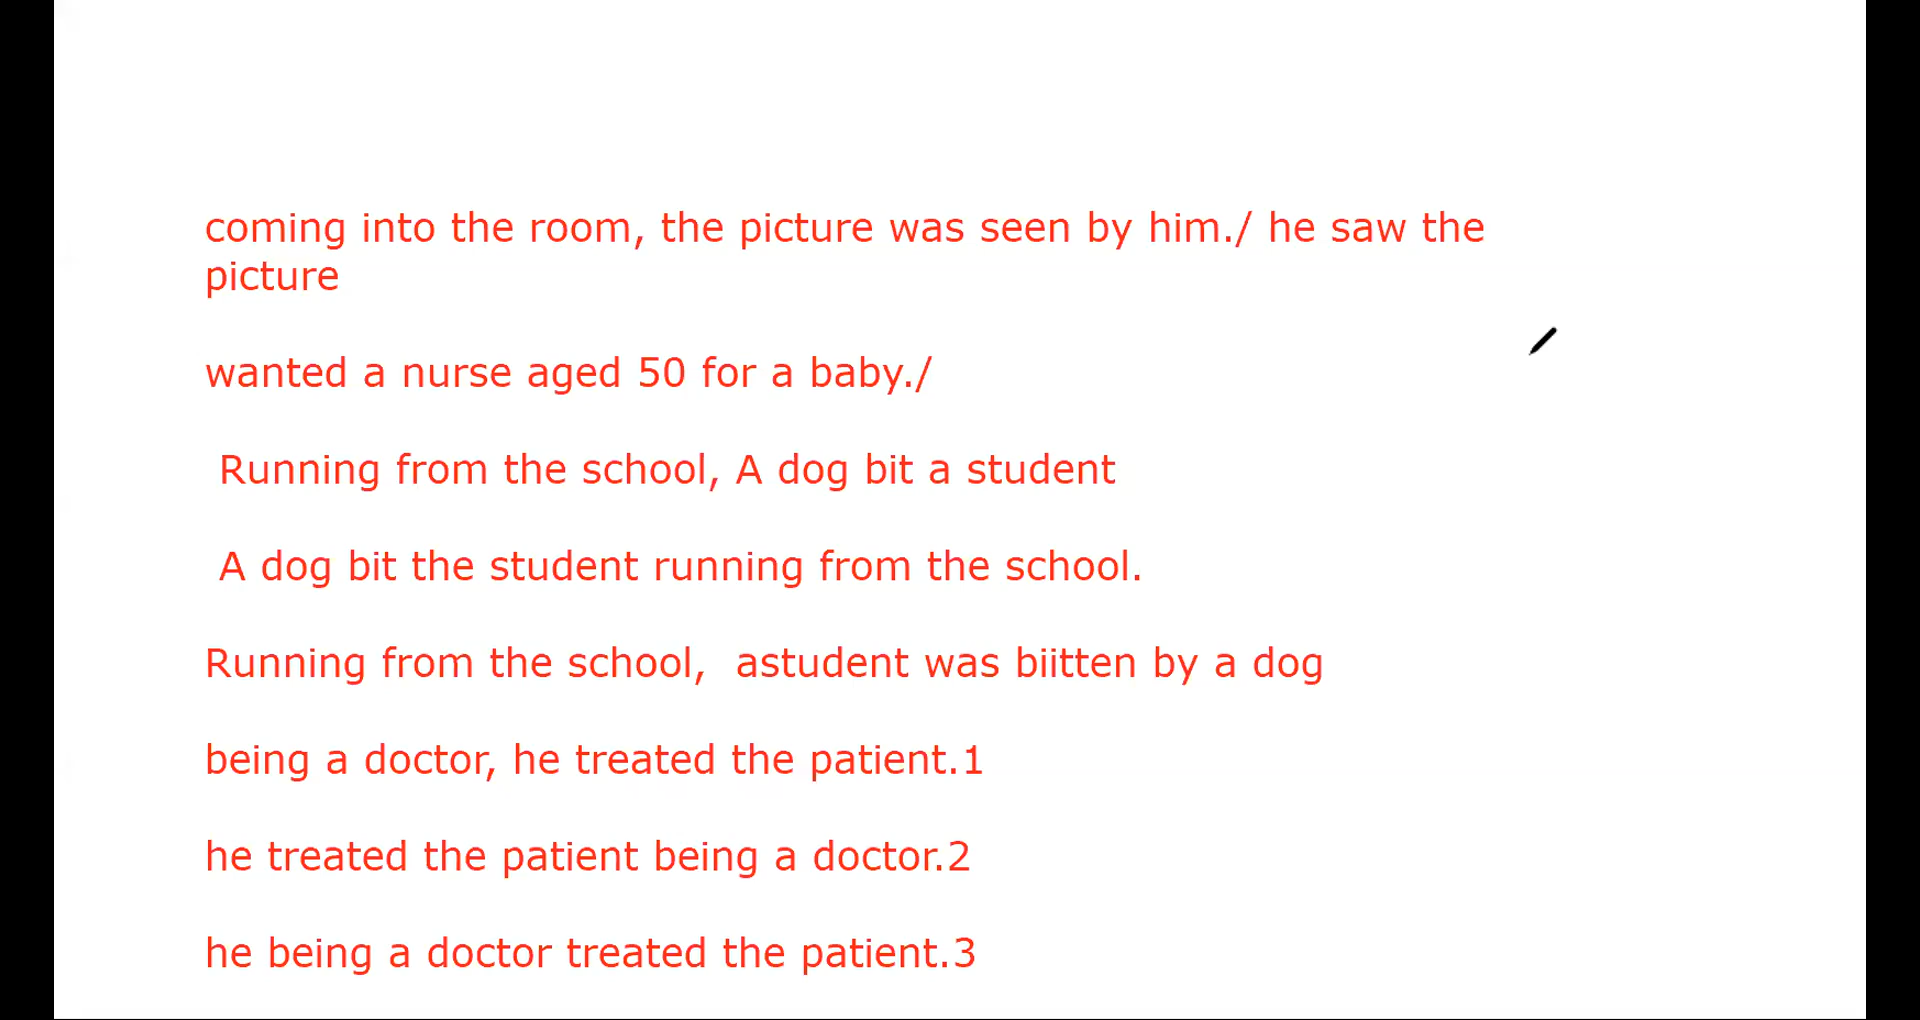 coming into the room, the picture was seen by him./ he saw the
picture
wanted a nurse aged 50 for a baby./
Running from the school, A dog bit a student
A dog bit the student running from the school.
Running from the school,  astudent was biitten by a dog
being a doctor, he treated the patient.1
he treated the patient being a doctor.2
he being a doctor treated the patient.3